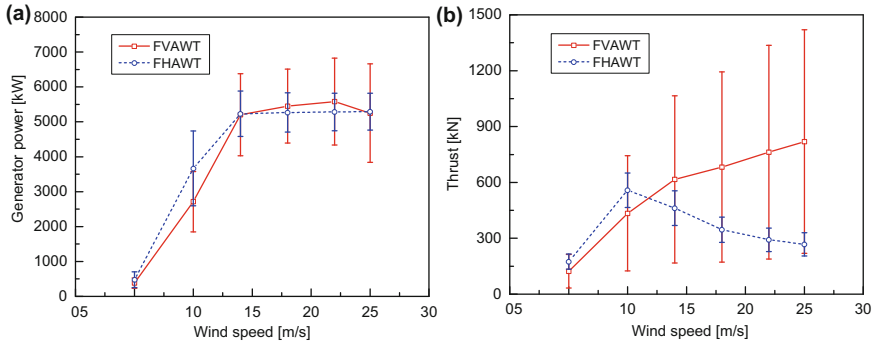 (a)
8000
7000
6000
5000
4000
3000
2000
1000
0
Generator power [kW]
FVAWT
FHAWT
05 10 15 20 25 30
Wind speed [m/s]
(b)
1500
1200
900
600
300
0
Thrust [kN]
FVAWT
FHAWT
05 10 15 20 25 30
Wind speed [m/s]